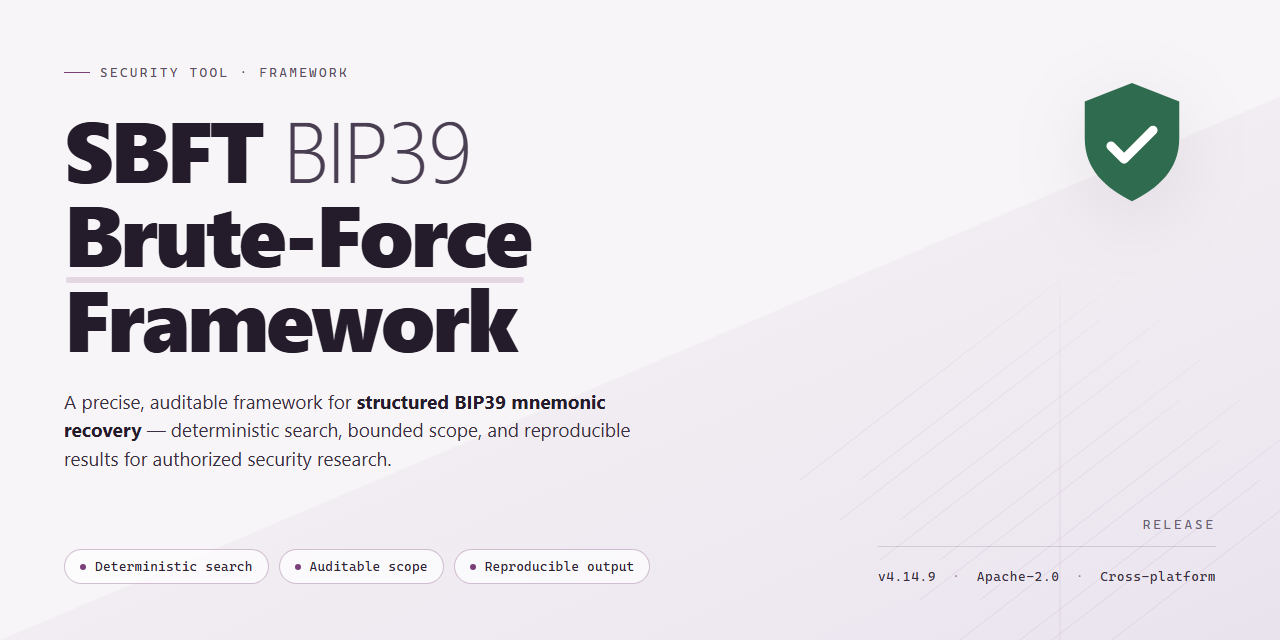 SECURITY TOOL · FRAMEWORK
SBFT BIP39
Brute-Force
Framework
A precise, auditable framework for structured BIP39 mnemonic
recovery — deterministic search, bounded scope, and reproducible
results for authorized security research.
Deterministic search
Auditable scope
Reproducible output
RELEASE
v4.14.9 · Apache-2.0 · Cross-platform